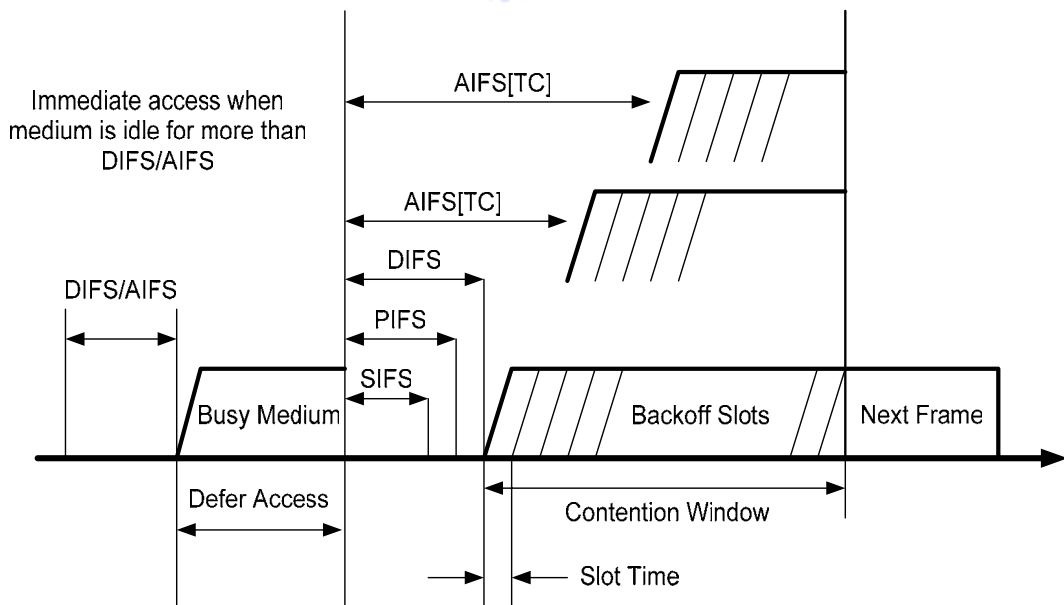 Immediate access when
medium is idle for more than
DIFS/AIFS
AIFS[TC]
AIFS[TC]
DIFS
DIFS/AIFS
PIFS
SIFS
Busy Medium
Backoff Slots
Next Frame
Defer Access
Contention Window
Slot Time